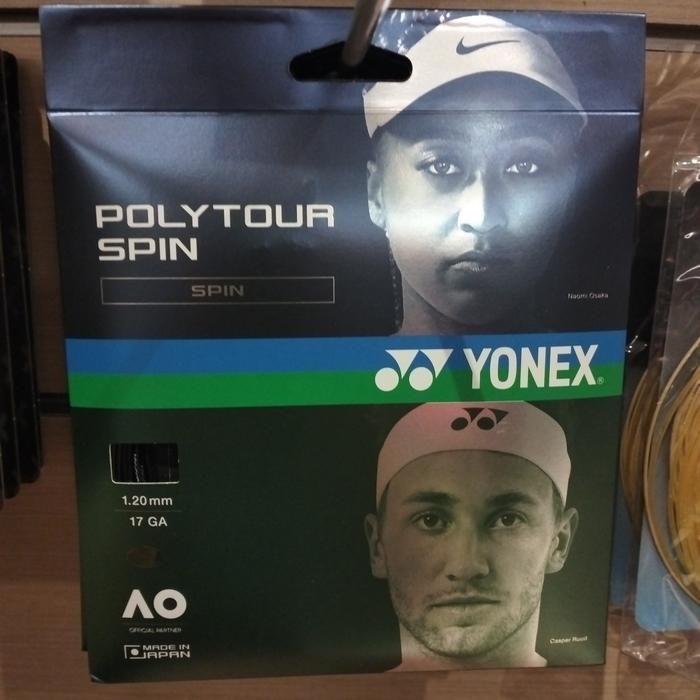 POLYTOUR
SPIN
SPIN
Naomi Osaka
YONEX®
1.20mm
17 GA
AO
OFFICIAL PARTNER
MADE IN
JAPAN
Casper Ruud